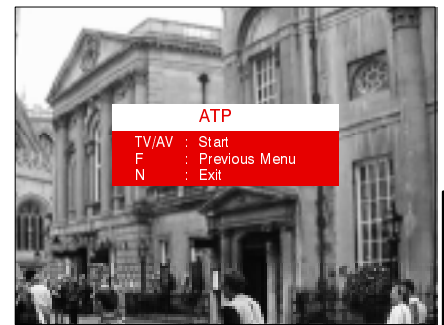 ATP
TV/AV : Start
F : Previous Menu
N : Exit